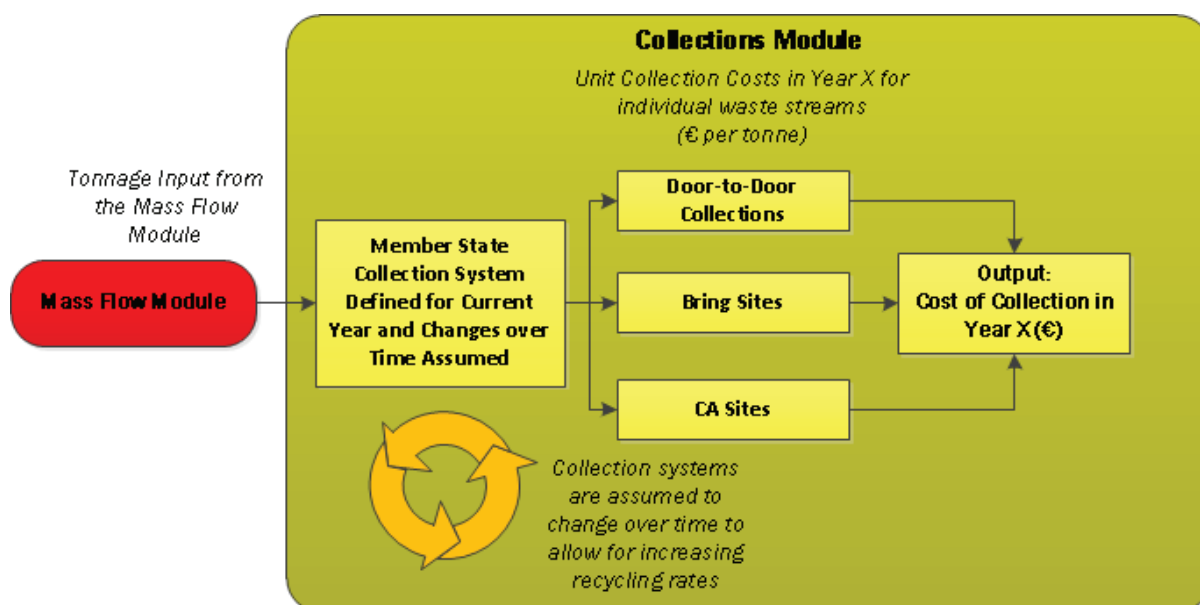 Collections Module
Unit Collection Costs in Year X for
individual waste streams
(€ per tonne)
Tonnage Input from
the Mass Flow
Module
Mass Flow Module
Member State
Collection System
Defined for Current
Year and Changes over
Time Assumed
Door-to-Door
Collections
Bring Sites
CA Sites
Output:
Cost of Collection in
Year X (€)
Collection systems
are assumed to
change over time to
allow for increasing
recycling rates